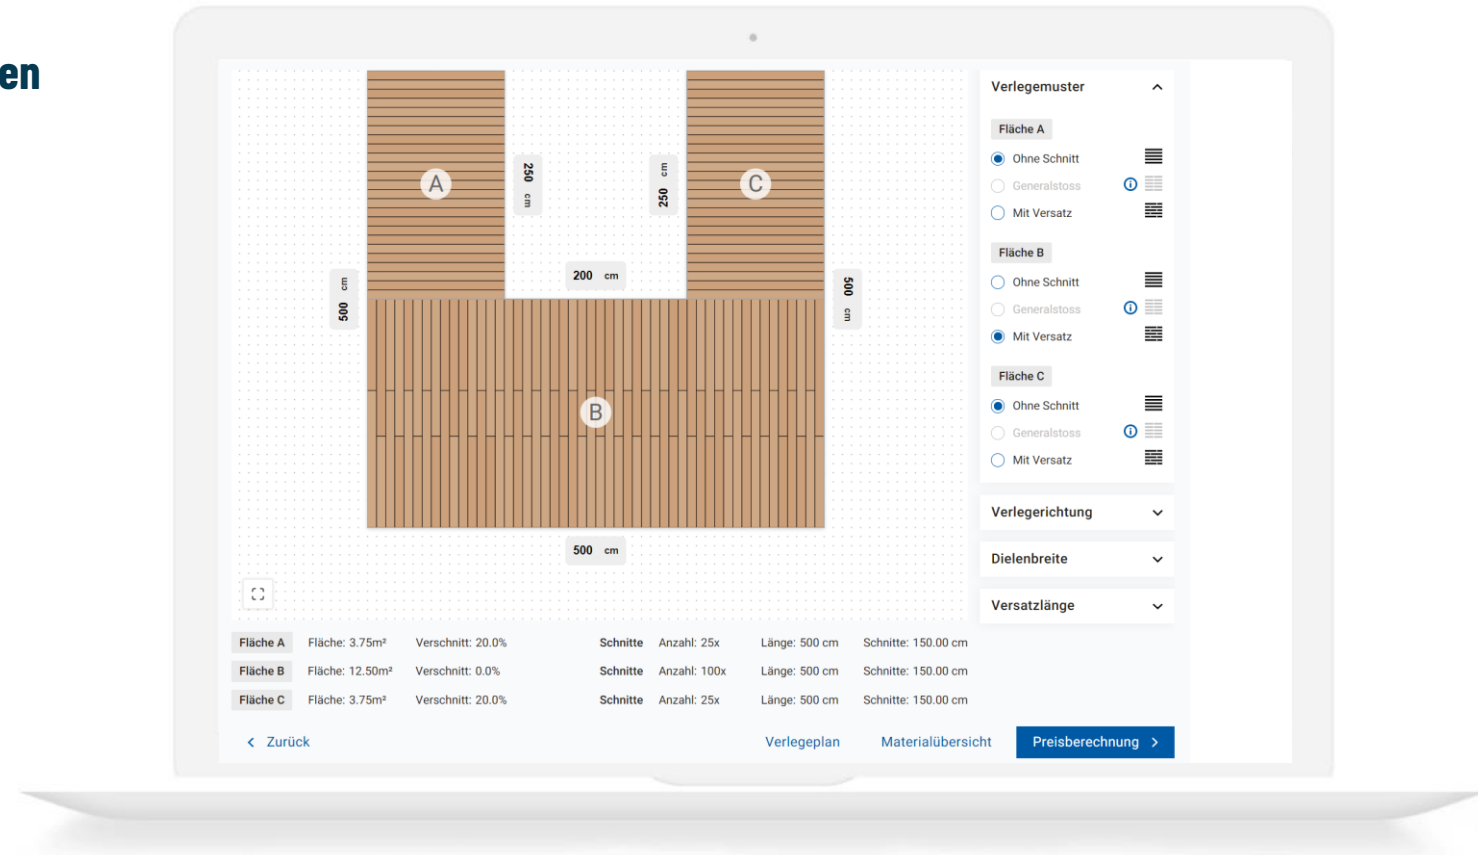 en
A
C
250 cm
250 cm
200 cm
500 cm
500 cm
B
500 cm
Verlegemuster
Fläche A
Ohne Schnitt
Generalstoss
Mit Versatz
Fläche B
Ohne Schnitt
Generalstoss
Mit Versatz
Fläche C
Ohne Schnitt
Generalstoss
Mit Versatz
Verlegerichtung
Dielenbreite
Versatzlänge
Fläche A Fläche: 3.75m² Verschnitt: 20.0% Schnitte Anzahl: 25x Länge: 500 cm Schnitte: 150.00 cm
Fläche B Fläche: 12.50m² Verschnitt: 0.0% Schnitte Anzahl: 100x Länge: 500 cm Schnitte: 150.00 cm
Fläche C Fläche: 3.75m² Verschnitt: 20.0% Schnitte Anzahl: 25x Länge: 500 cm Schnitte: 150.00 cm
Zurück Verlegeplan Materialübersicht Preisberechnung